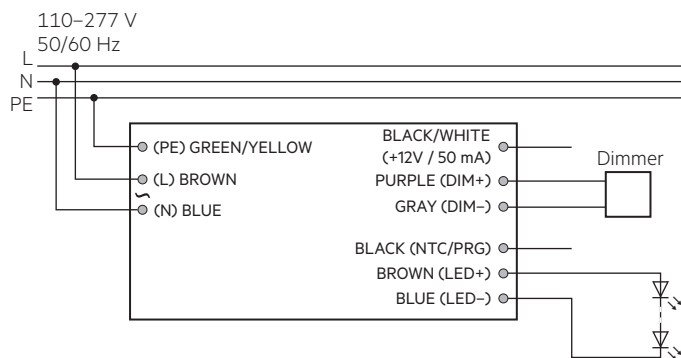 110–277 V
50/60 Hz
L
N
PE
(PE) GREEN/YELLOW
(L) BROWN
~
(N) BLUE
BLACK/WHITE
(+12V / 50 mA)
PURPLE (DIM+)
GRAY (DIM–)
BLACK (NTC/PRG)
BROWN (LED+)
BLUE (LED–)
Dimmer